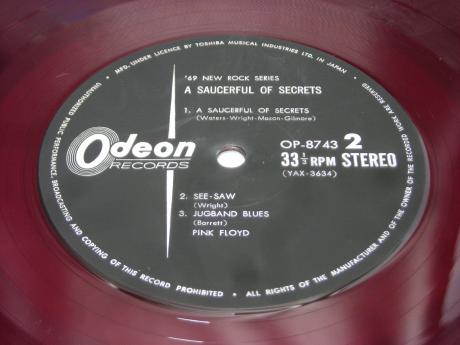 MFD. UNDER LICENCE BY TOSHIBA MUSICAL INDUSTRIES LTD. IN JAPAN •
'69 NEW ROCK SERIES
A SAUCERFUL OF SECRETS
1. A SAUCERFUL OF SECRETS
(Waters-Wright-Mason-Gilmore)
Odeon
RECORDS
OP-8743 2
33 1/3 RPM STEREO
(YAX-3634)
2. SEE-SAW
(Wright)
3. JUGBAND BLUES
(Barrett)
PINK FLOYD
UNAUTHORIZED PUBLIC PERFORMANCE, BROADCASTING AND COPYING OF THIS RECORD PROHIBITED • ALL RIGHTS OF THE MANUFACTURER AND OF THE OWNER OF THE RECORDED WORK ARE RESERVED •